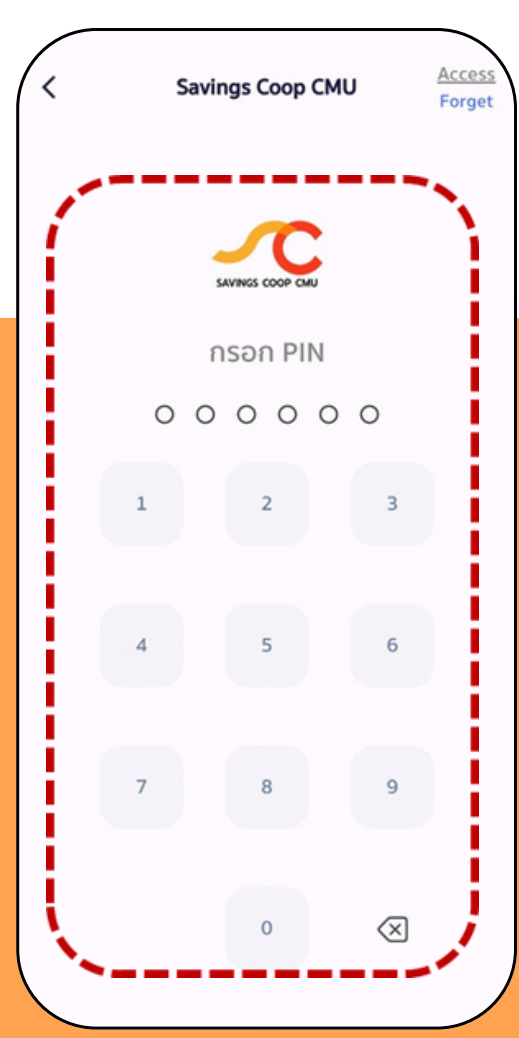 Savings Coop CMU
Access
Forget
SAVINGS COOP CMU
กรอก PIN
1 2 3
4 5 6
7 8 9
0